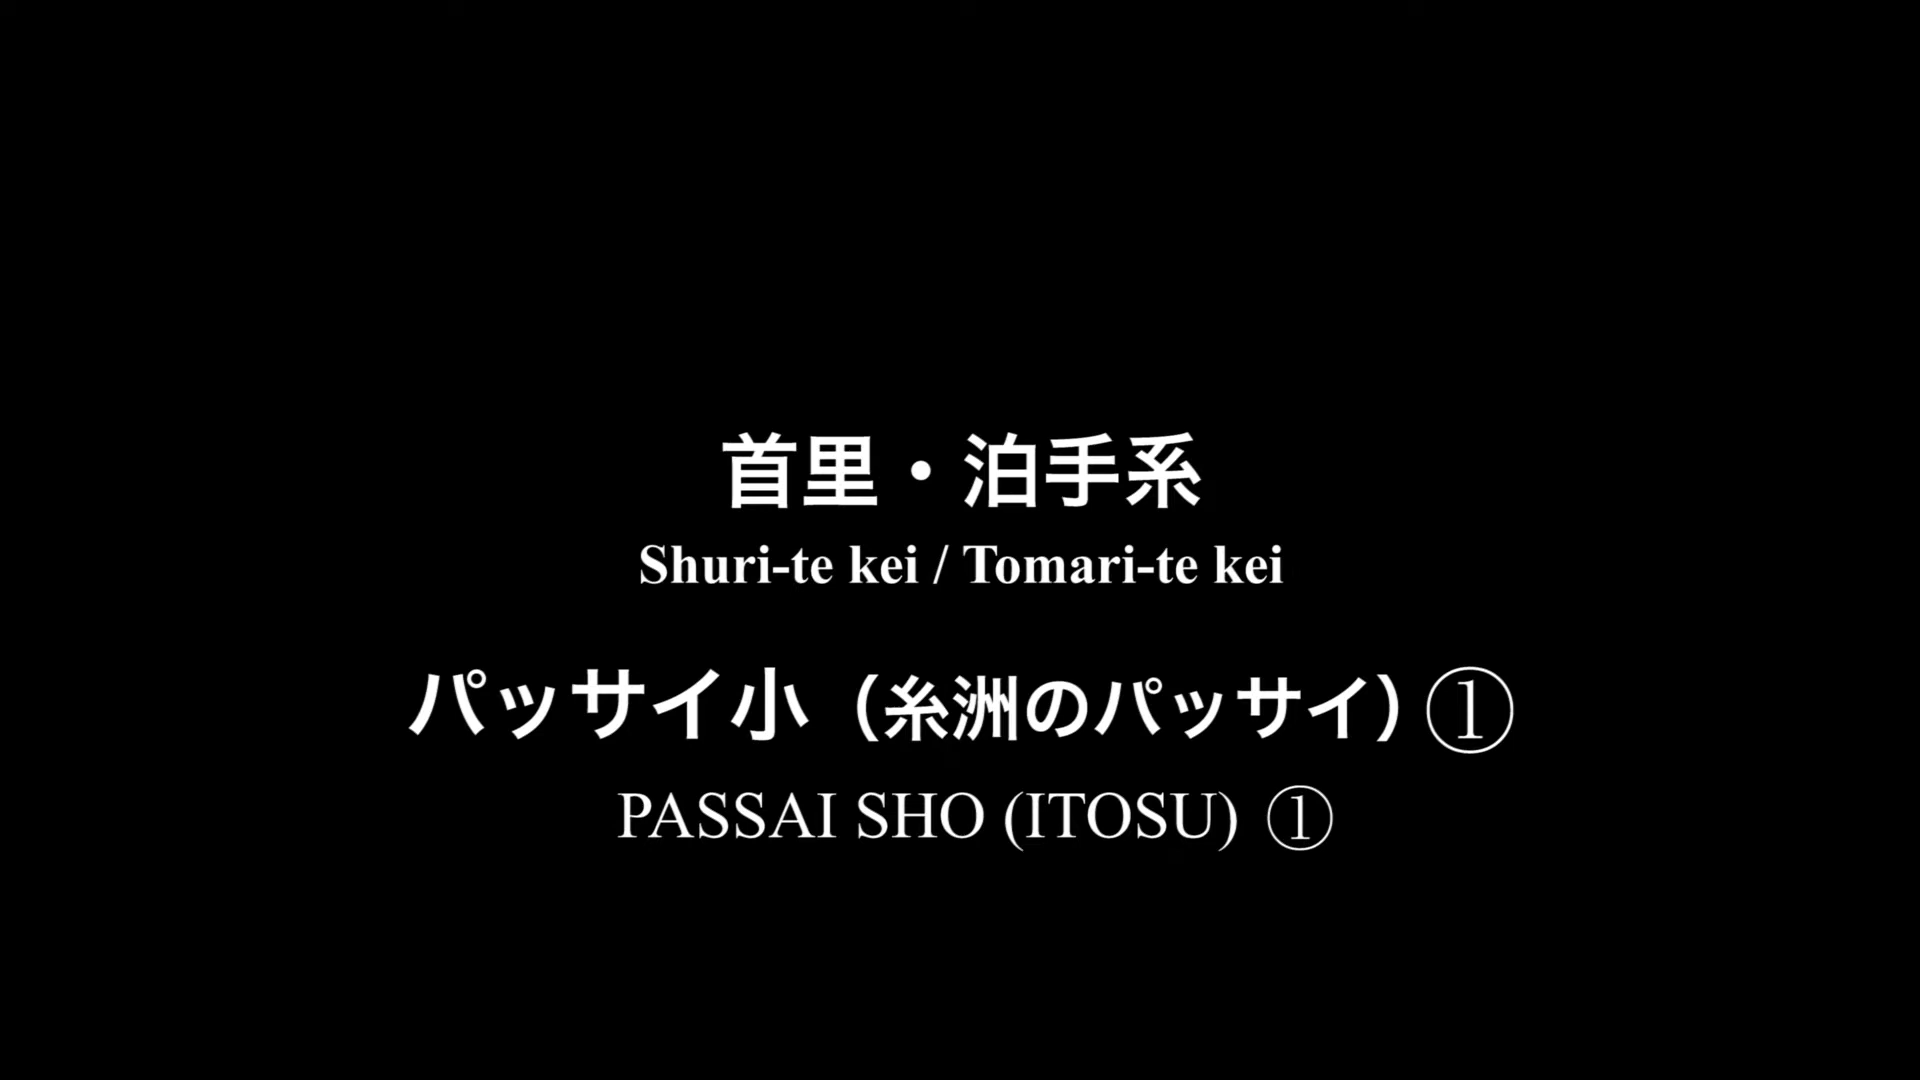 首里・泊手系
Shuri-te kei / Tomari-te kei
パッサイ小（糸洲のパッサイ）①
PASSAI SHO (ITOSU) ①